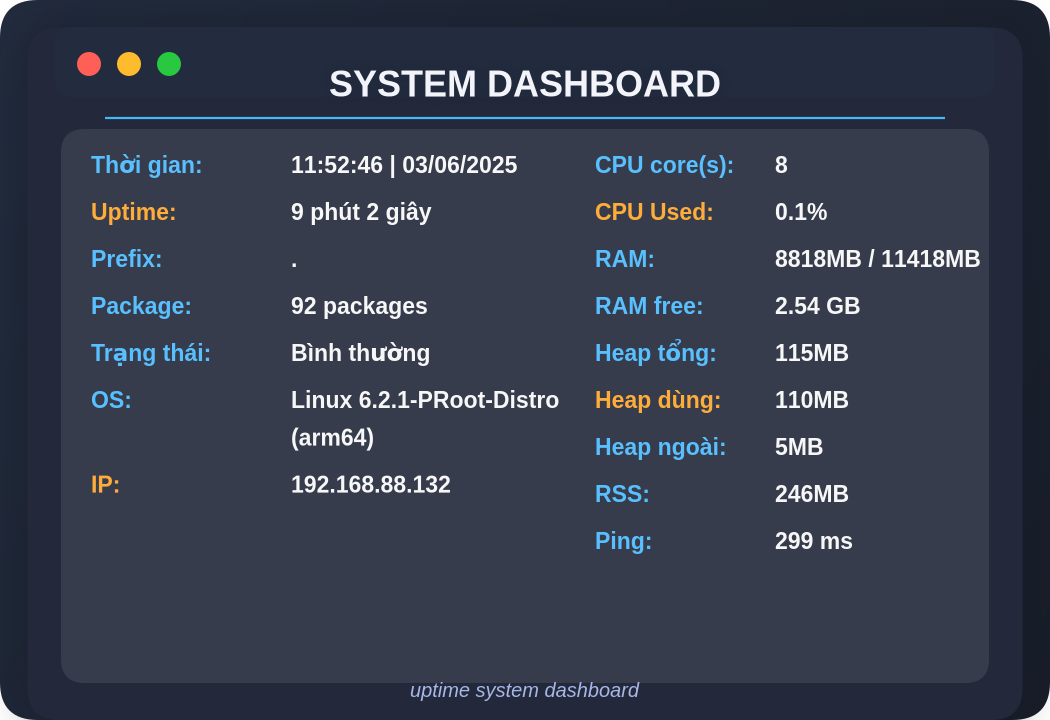 SYSTEM DASHBOARD
Thời gian: 11:52:46 | 03/06/2025
Uptime: 9 phút 2 giây
Prefix: .
Package: 92 packages
Trạng thái: Bình thường
OS: Linux 6.2.1-PRoot-Distro
(arm64)
IP: 192.168.88.132
CPU core(s): 8
CPU Used: 0.1%
RAM: 8818MB / 11418MB
RAM free: 2.54 GB
Heap tổng: 115MB
Heap dùng: 110MB
Heap ngoài: 5MB
RSS: 246MB
Ping: 299 ms
uptime system dashboard